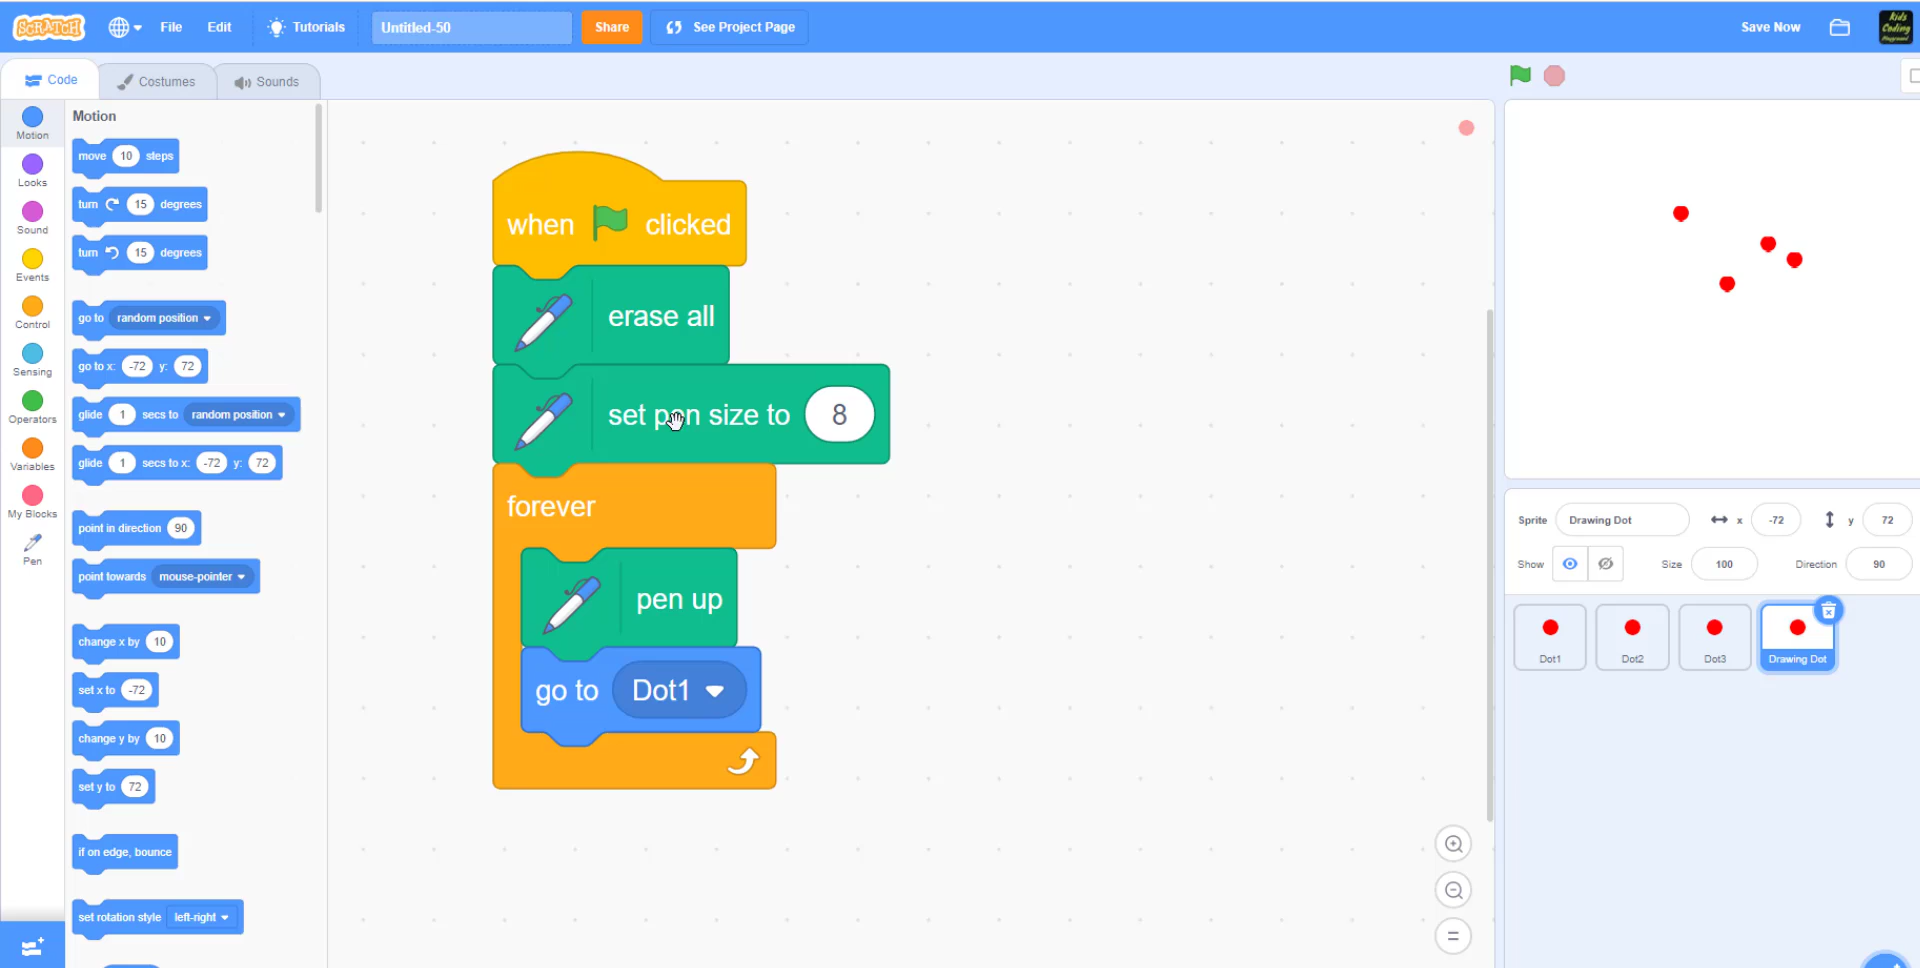 SCRATCH
File
Edit
Tutorials
Untitled-50
Share
See Project Page
Save Now
Kids
Coding
Playground
Code
Costumes
Sounds
Motion
Looks
Sound
Events
Control
Sensing
Operators
Variables
My Blocks
Pen
Motion
move 10 steps
turn 15 degrees
turn 15 degrees
go to random position
go to x: -72 y: 72
glide 1 secs to random position
glide 1 secs to x: -72 y: 72
point in direction 90
point towards mouse-pointer
change x by 10
set x to -72
change y by 10
set y to 72
if on edge, bounce
set rotation style left-right
when clicked
erase all
set pen size to 8
forever
pen up
go to Dot1
Sprite Drawing Dot x -72 y 72
Show Size 100 Direction 90
Dot1
Dot2
Dot3
Drawing Dot